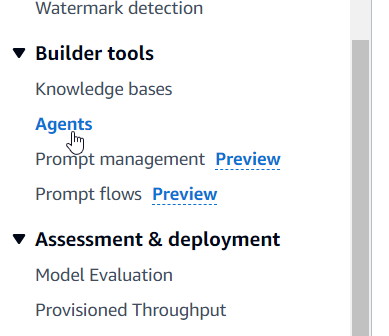 Watermark detection
Builder tools
Knowledge bases
Agents
Prompt management Preview
Prompt flows Preview
Assessment & deployment
Model Evaluation
Provisioned Throughput